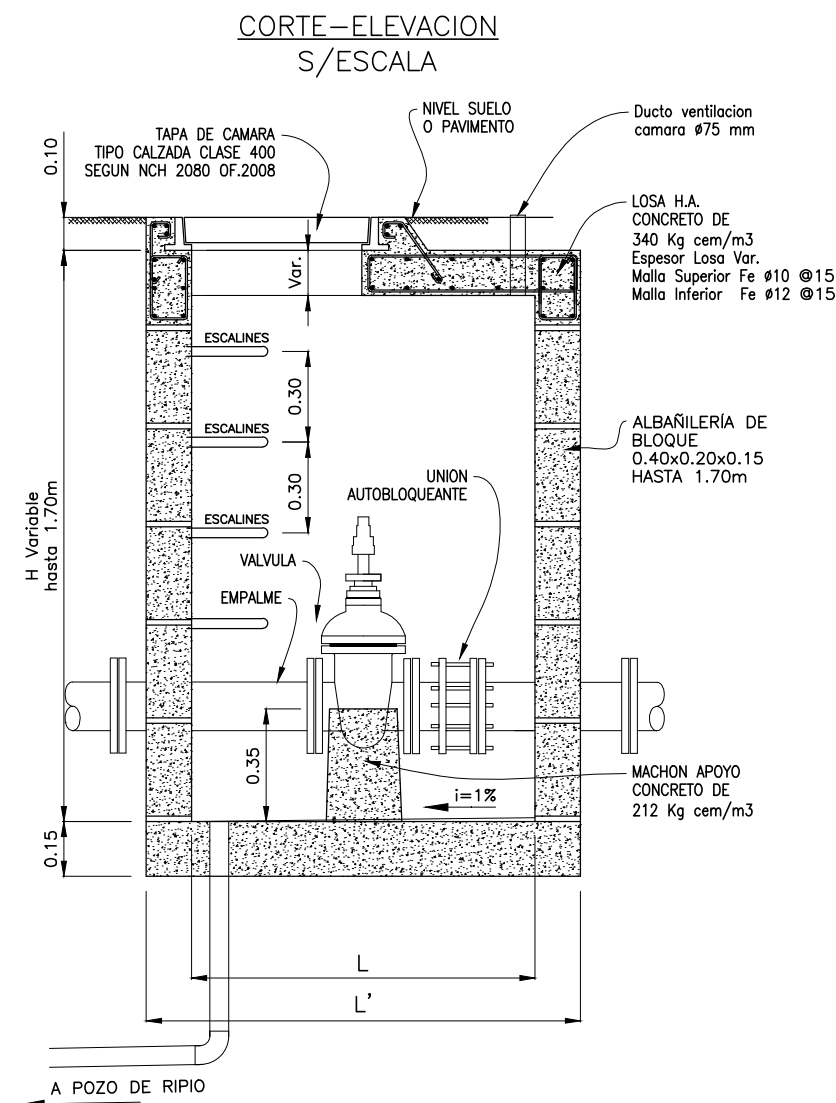 CORTE-ELEVACION
S/ESCALA
NIVEL SUELO
O PAVIMENTO
Ducto ventilacion
camara ø75 mm
TAPA DE CAMARA
TIPO CALZADA CLASE 400
SEGUN NCH 2080 OF.2008
0.10
LOSA H.A.
CONCRETO DE
340 Kg cem/m3
Espesor Losa Var.
Malla Superior Fe ø10 @15
Malla Inferior Fe ø12 @15
Var.
ESCALINES
0.30
ESCALINES
0.30
ESCALINES
ALBAÑILERÍA DE
BLOQUE
0.40x0.20x0.15
HASTA 1.70m
UNION
AUTOBLOQUEANTE
H Variable
hasta 1.70m
VALVULA
EMPALME
0.35
i=1%
MACHON APOYO
CONCRETO DE
212 Kg cem/m3
0.15
L
L'
A POZO DE RIPIO